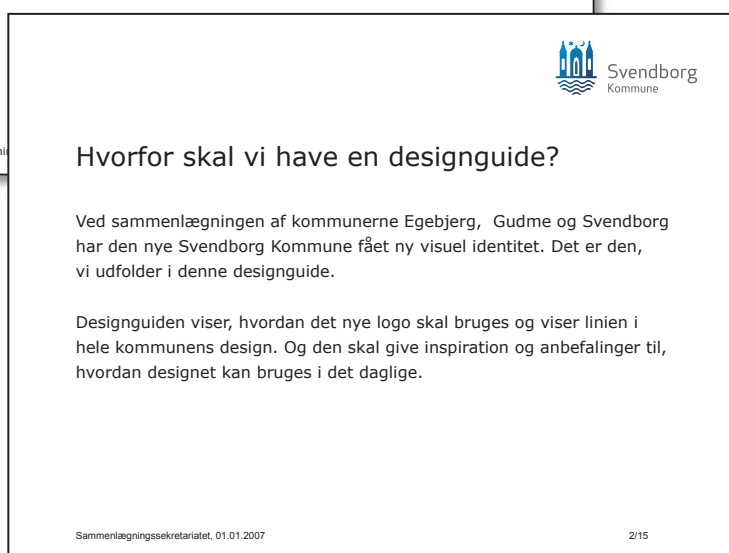 Svendborg
Kommune
Hvorfor skal vi have en designguide?
Ved sammenlægningen af kommunerne Egebjerg,  Gudme og Svendborg
har den nye Svendborg Kommune fået ny visuel identitet. Det er den,
vi udfolder i denne designguide.
Designguiden viser, hvordan det nye logo skal bruges og viser linien i
hele kommunens design. Og den skal give inspiration og anbefalinger til,
hvordan designet kan bruges i det daglige.
Sammenlægningssekretariatet, 01.01.2007
2/15